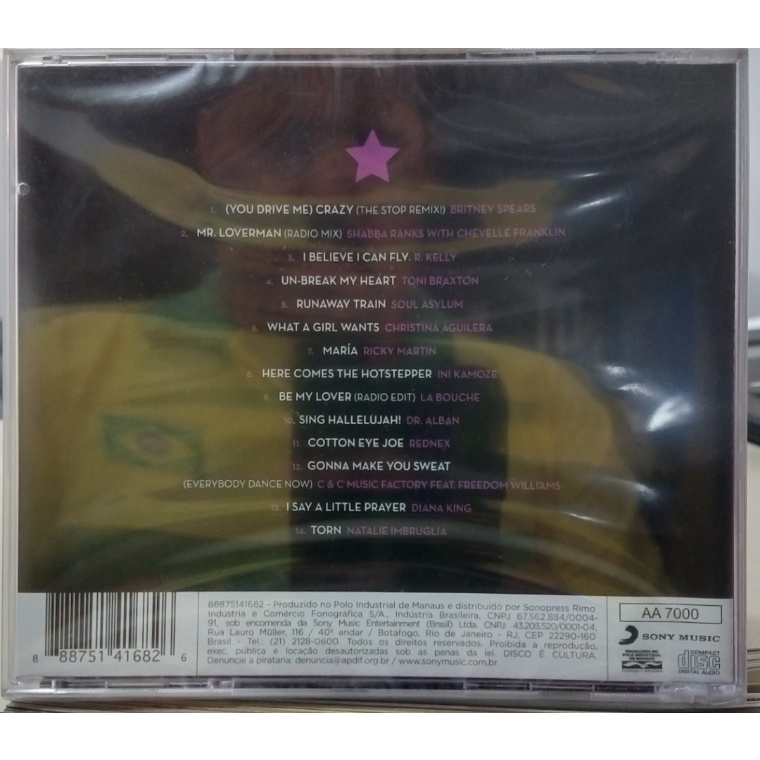 1. (YOU DRIVE ME) CRAZY (THE STOP REMIX!) BRITNEY SPEARS
2. MR. LOVERMAN (RADIO MIX) SHABBA RANKS WITH CHEVELLE FRANKLIN
3. I BELIEVE I CAN FLY. R. KELLY
4. UN-BREAK MY HEART TONI BRAXTON
5. RUNAWAY TRAIN SOUL ASYLUM
6. WHAT A GIRL WANTS CHRISTINA AGUILERA
7. MARÍA RICKY MARTIN
8. HERE COMES THE HOTSTEPPER INI KAMOZE
9. BE MY LOVER (RADIO EDIT) LA BOUCHE
10. SING HALLELUJAH! DR. ALBAN
11. COTTON EYE JOE REDNEX
12. GONNA MAKE YOU SWEAT
(EVERYBODY DANCE NOW) C & C MUSIC FACTORY FEAT. FREEDOM WILLIAMS
13. I SAY A LITTLE PRAYER DIANA KING
14. TORN NATALIE IMBRUGLIA
88875141682 - Produzido no Polo Industrial de Manaus e distribuído por Sonopress Rimo
Indústria e Comércio Fonográfica S/A., Indústria Brasileira, CNPJ 67.562.884/0004-
91, sob encomenda da Sony Music Entertainment (Brasil) Ltda. CNPJ. 43.203.520/0001-04,
Rua Lauro Müller, 116 / 40º andar / Botafogo, Rio de Janeiro - RJ, CEP 22290-160
Brasil - Tel.: (21) 2128-0600. Todos os direitos reservados. Proibida a reprodução,
exec. pública e locação desautorizadas sob as penas da lei. DISCO É CULTURA.
Denuncie a pirataria denuncia@apdif.org.br / www.sonymusic.com.br
8 88751 41682 6
AA 7000
SONY MUSIC
COMPACT
disc
DIGITAL AUDIO